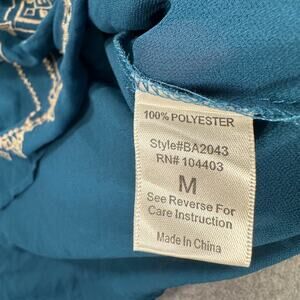 100% POLYESTER
Style#BA2043
RN# 104403
M
See Reverse For
Care Instruction
Made In China